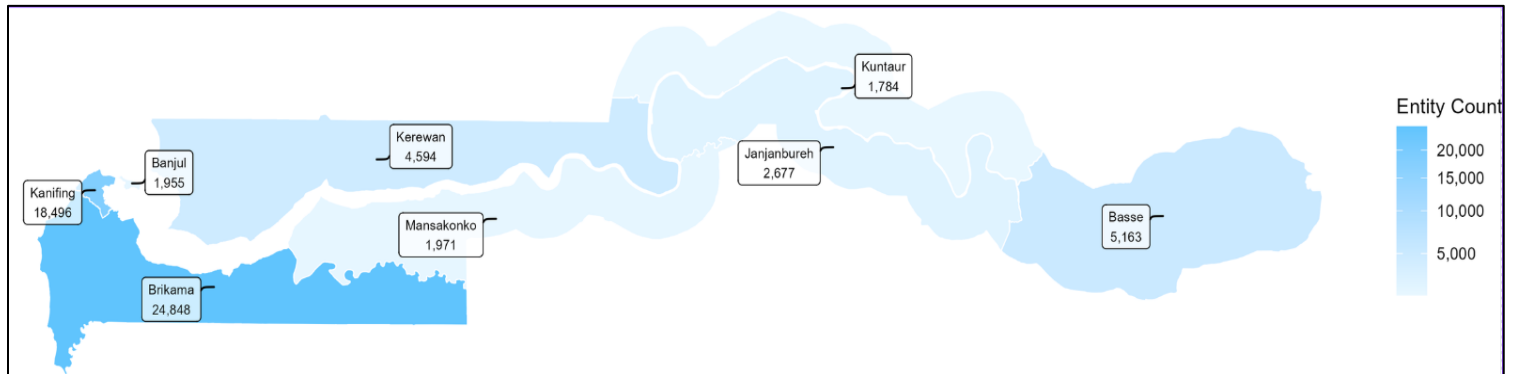 Kuntaur
1,784
Entity Count
Kerewan
4,594
20,000
Banjul
1,955
Janjanbureh
2,677
15,000
Kanifing
18,496
10,000
Mansakonko
1,971
Basse
5,163
5,000
Brikama
24,848